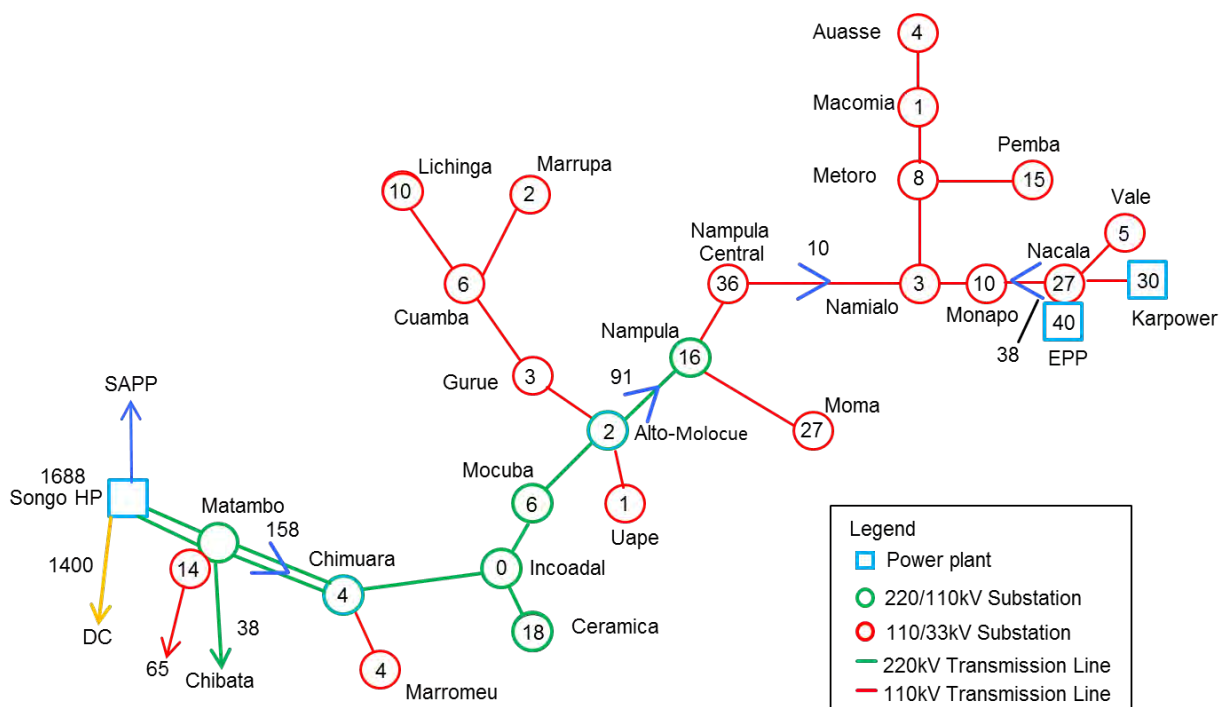 Auasse
4
Macomia
1
Pemba
Metoro
8
15
Lichinga
Marrupa
10
2
Vale
5
Nampula
Central
10
Nacala
6
36
3
10
27
30
Cuamba
Namialo
Monapo
Karpower
40
38
EPP
Nampula
16
91
Gurue
3
SAPP
Moma
2
Alto-Molocue
27
Mocuba
1688
Songo HP
Matambo
6
1
Uape
158
Chimuara
Legend
Power plant
220/110kV Substation
110/33kV Substation
220kV Transmission Line
110kV Transmission Line
1400
14
0
Incoadal
4
18
Ceramica
DC
65
38
Chibata
4
Marromeu